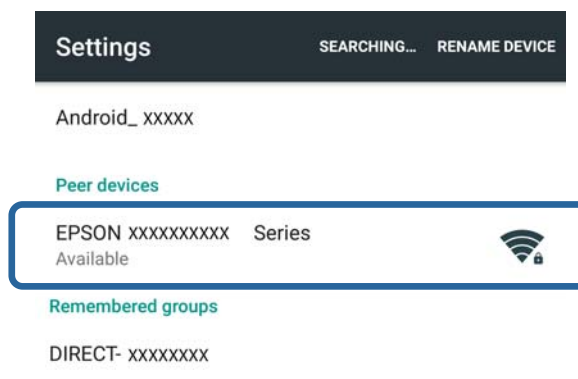 Settings SEARCHING... RENAME DEVICE
Android_ xxxxx
Peer devices
EPSON xxxxxxxxxx Series
Available
Remembered groups
DIRECT- xxxxxxxx